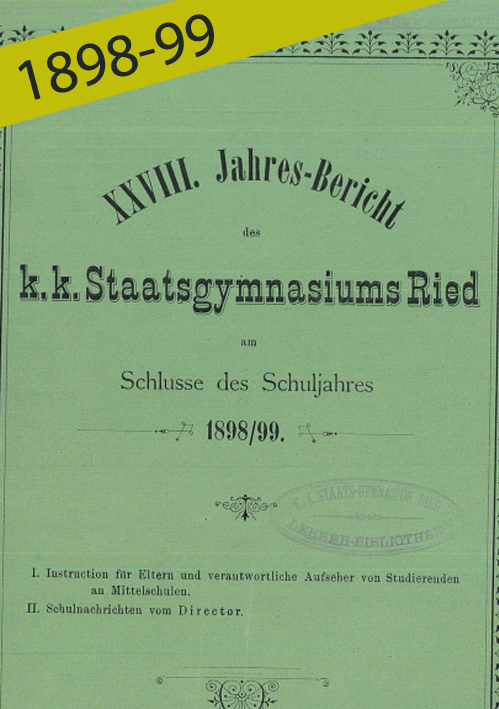 1898-99
XXVIII. Jahres-Bericht
des
k. k. Staatsgymnasiums Ried
am
Schlusse des Schuljahres
1898/99.
K. K. STAATS-GYMNASIUM RIED
LEHRER-BIBLIOTHEK
I. Instruction für Eltern und verantwortliche Aufseher von Studierenden
an Mittelschulen.
II. Schulnachrichten vom Director.